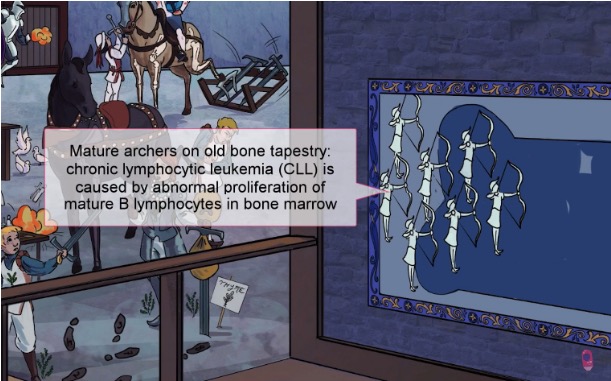 Mature archers on old bone tapestry:
chronic lymphocytic leukemia (CLL) is
caused by abnormal proliferation of
mature B lymphocytes in bone marrow